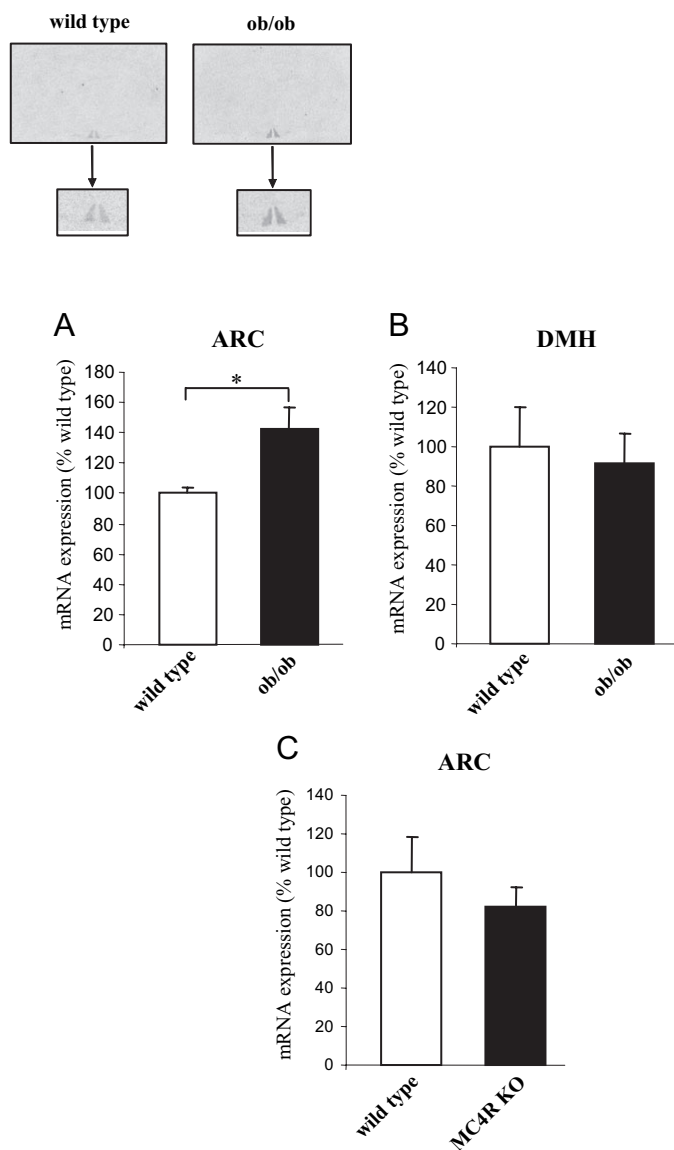 wild type ob/ob
A
ARC
*
mRNA expression (% wild type)
180
160
140
120
100
80
60
40
20
0
wild type
ob/ob
B
DMH
mRNA expression (% wild type)
140
120
100
80
60
40
20
0
wild type
ob/ob
C
ARC
mRNA expression (% wild type)
140
120
100
80
60
40
20
0
wild type
MC4R KO